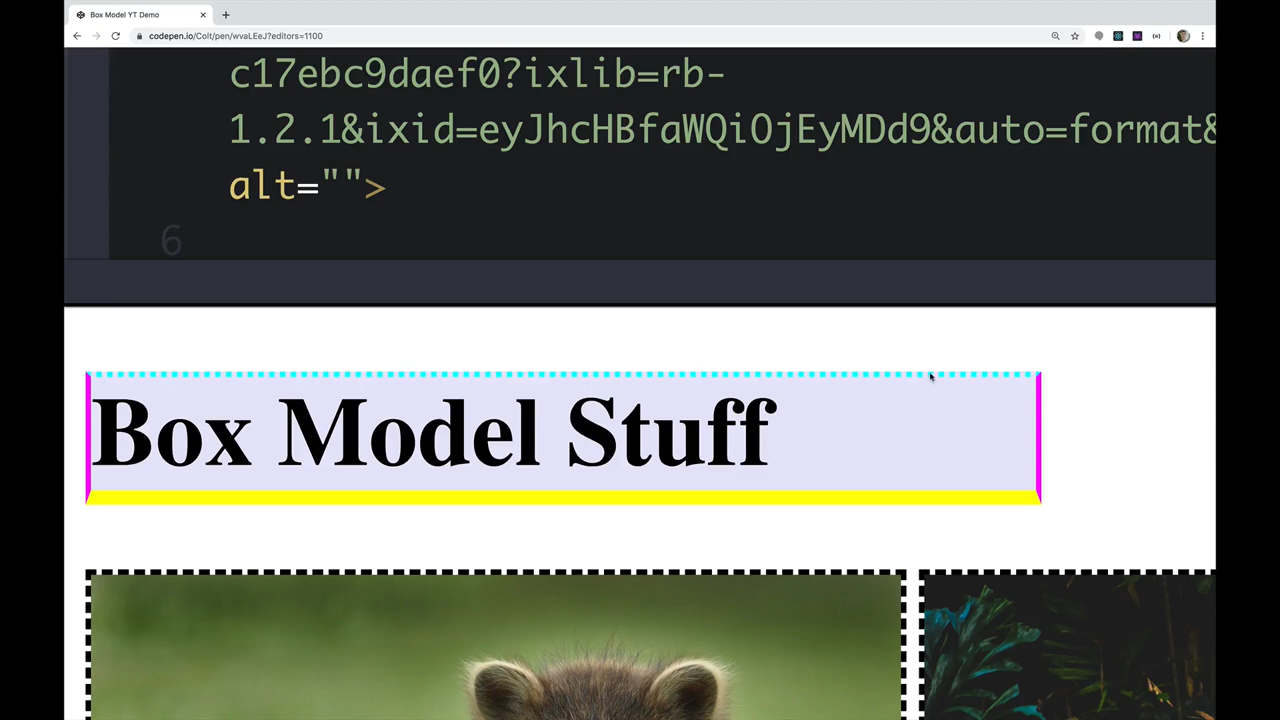 Box Model YT Demo
codepen.io/Colt/pen/wvaLEeJ?editors=1100
c17ebc9daef0?ixlib=rb-
1.2.1&ixid=eyJhcHBfaWQiOjEyMDd9&auto=format&
alt="">
6
Box Model Stuff